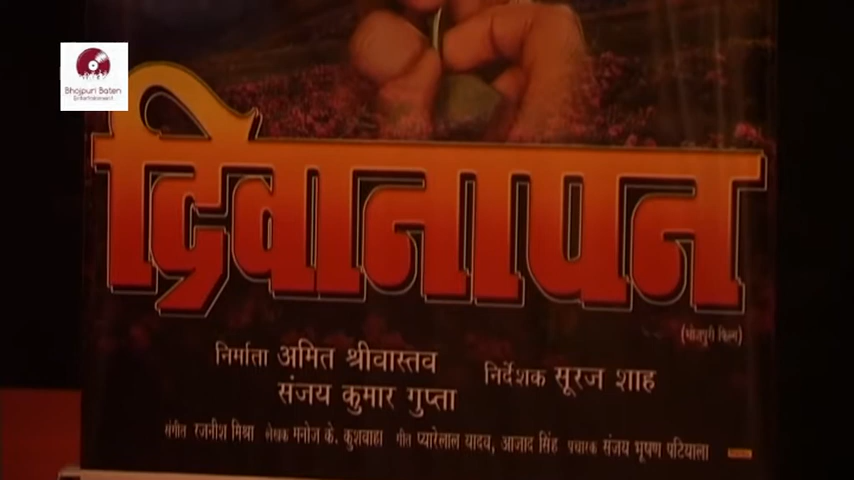 Bhojpuri Baten
Entertainment
दिवानापन
(भोजपुरी फिल्म)
निर्माता अमित श्रीवास्तव
निर्देशक सूरज शाह
संजय कुमार गुप्ता
संगीत रजनीश मिश्रा लेखक मनोज के. कुशवाहा गीत प्यारेलाल यादव, आजाद सिंह प्रचारक संजय भूषण पटियाला